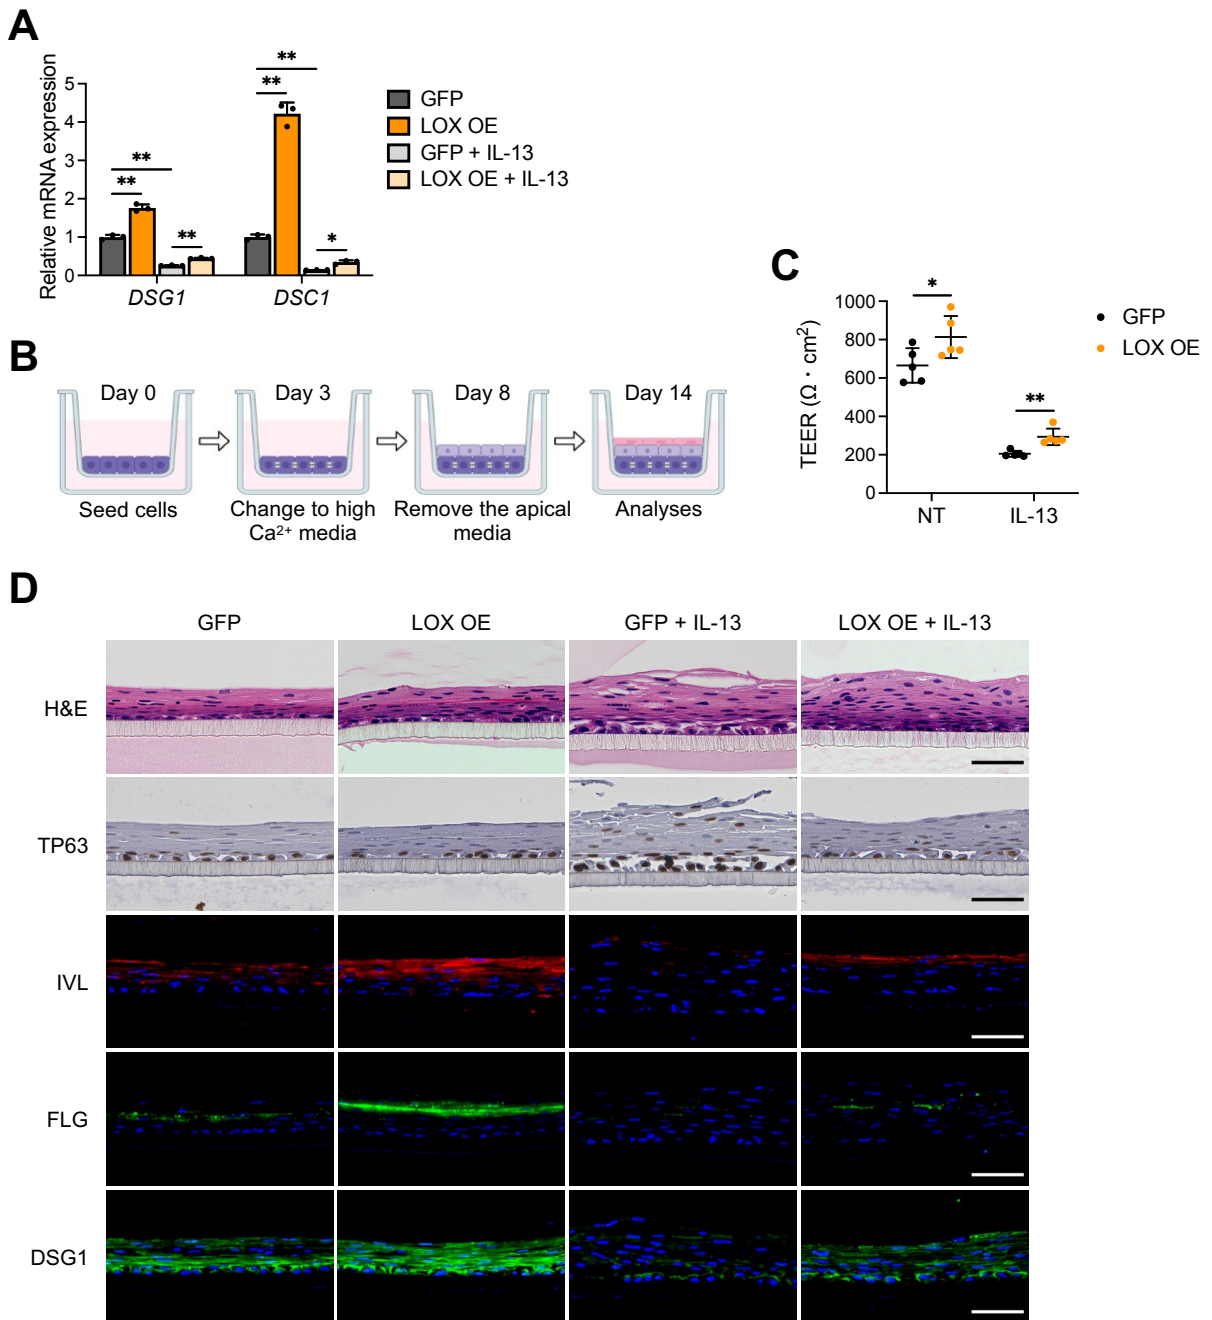 A
Relative mRNA expression
5
4
3
2
1
0
**
**
**
**
**
*
DSG1
DSC1
GFP
LOX OE
GFP + IL-13
LOX OE + IL-13
B
Day 0
Day 3
Day 8
Day 14
Seed cells
Change to high
Ca²⁺ media
Remove the apical
media
Analyses
C
TEER (Ω · cm²)
1000
800
600
400
200
0
*
**
NT
IL-13
GFP
LOX OE
D
GFP
LOX OE
GFP + IL-13
LOX OE + IL-13
H&E
TP63
IVL
FLG
DSG1